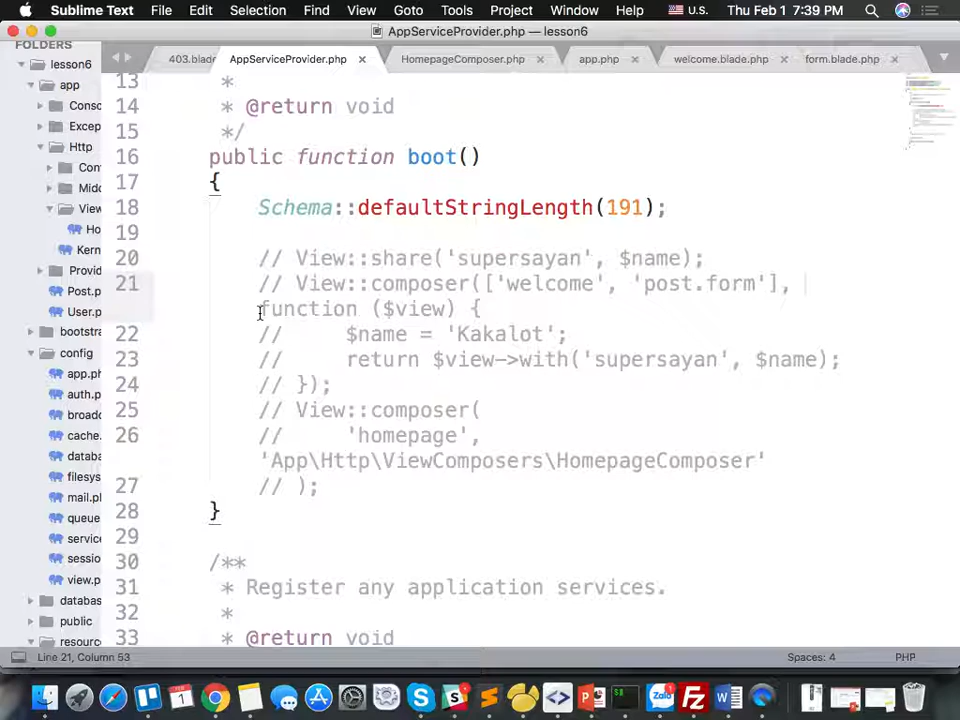 Sublime Text File Edit Selection Find View Goto Tools Project Window Help U.S. Thu Feb 1 7:39 PM
AppServiceProvider.php — lesson6
FOLDERS
403.blade AppServiceProvider.php HomepageComposer.php app.php welcome.blade.php form.blade.php
lesson6
app
Conso
Excep
Http
Con
Midd
View
Ho
Kern
Provid
Post.p
User.p
bootstra
config
app.ph
auth.ph
broadc
cache.
databa
filesys
mail.ph
queue
service
sessio
view.p
databas
public
resourc
13 *
14 * @return void
15 */
16 public function boot()
17 {
18 Schema::defaultStringLength(191);
19
20 // View::share('supersayan', $name);
21 // View::composer(['welcome', 'post.form'],
function ($view) {
22 // $name = 'Kakalot';
23 // return $view->with('supersayan', $name);
24 // });
25 // View::composer(
26 // 'homepage',
'App\Http\ViewComposers\HomepageComposer'
27 // );
28 }
29
30 /**
31 * Register any application services.
32 *
33 * @return void
Line 21, Column 53 Spaces: 4 PHP